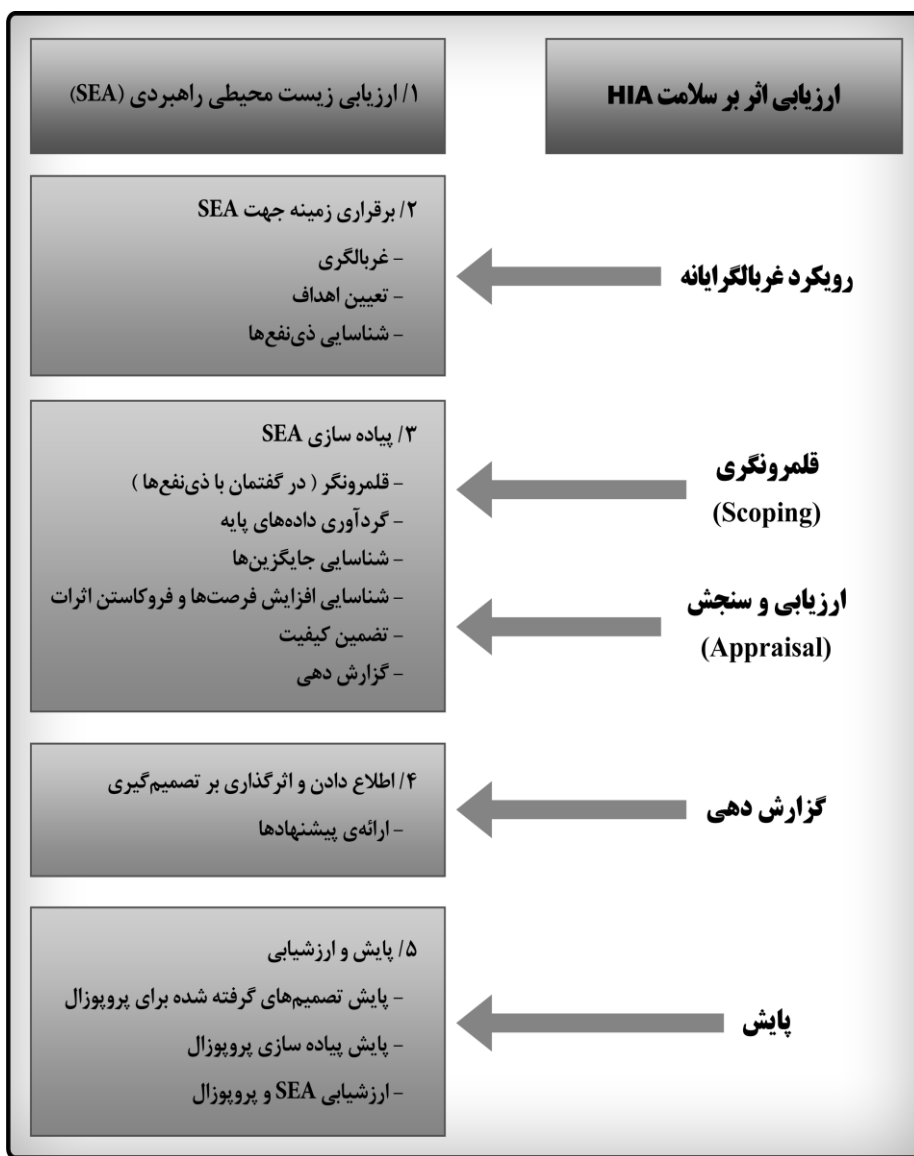 ارزیابی اثر بر سلامت HIA
۱/ ارزیابی زیست محیطی راهبردی (SEA)
رویکرد غربالگرایانه
۲/ برقراری زمینه جهت SEA
- غربالگری
- تعیین اهداف
- شناسایی ذی‌نفع‌ها
قلمرونگری
(Scoping)
ارزیابی و سنجش
(Appraisal)
۳/ پیاده سازی SEA
- قلمرونگر ( در گفتمان با ذی‌نفع‌ها )
- گردآوری داده‌های پایه
- شناسایی جایگزین‌ها
- شناسایی افزایش فرصت‌ها و فروکاستن اثرات
- تضمین کیفیت
- گزارش دهی
گزارش دهی
۴/ اطلاع دادن و اثرگذاری بر تصمیم‌گیری
- ارائه‌ی پیشنهادها
پایش
۵/ پایش و ارزشیابی
- پایش تصمیم‌های گرفته شده برای پروپوزال
- پایش پیاده سازی پروپوزال
- ارزشیابی SEA و پروپوزال